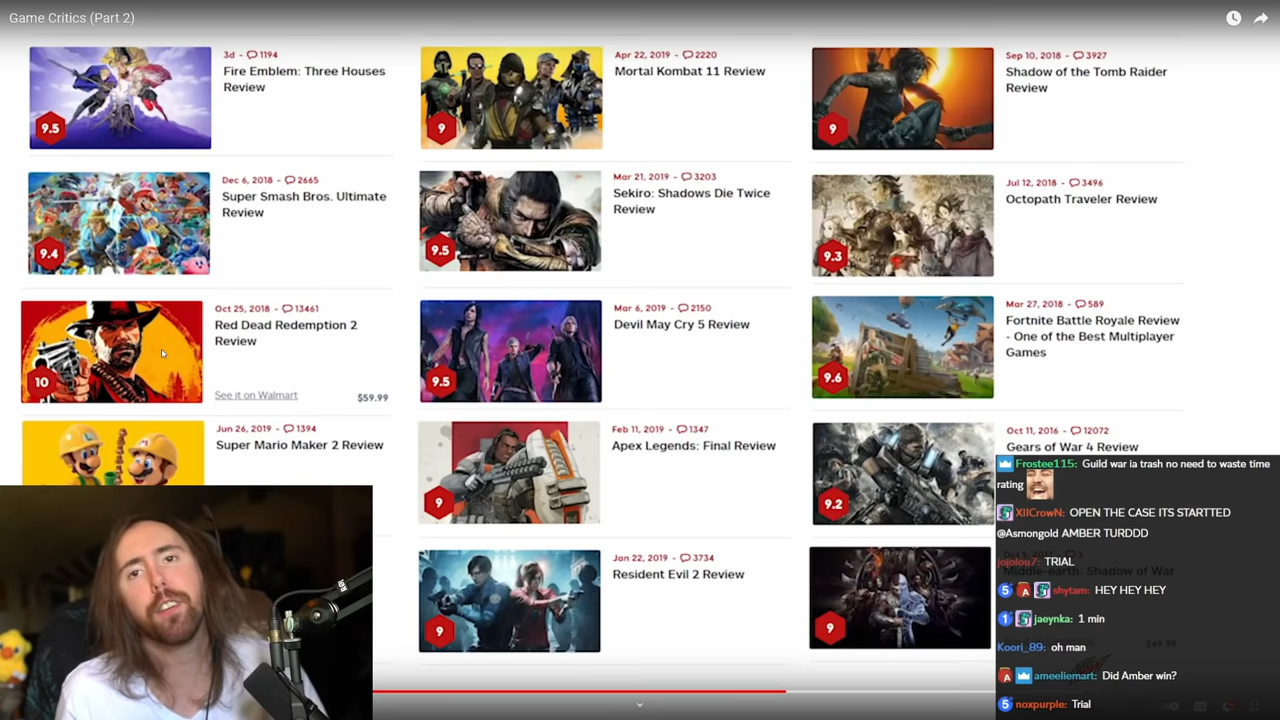 Game Critics (Part 2)
3d - 1194
Fire Emblem: Three Houses
Review
9.5
Apr 22, 2019 - 2220
Mortal Kombat 11 Review
9
Sep 10, 2018 - 3927
Shadow of the Tomb Raider
Review
9
Dec 6, 2018 - 2665
Super Smash Bros. Ultimate
Review
9.4
Mar 21, 2019 - 3203
Sekiro: Shadows Die Twice
Review
9.5
Jul 12, 2018 - 3496
Octopath Traveler Review
9.3
Oct 25, 2018 - 13461
Red Dead Redemption 2
Review
10
See it on Walmart $59.99
Mar 6, 2019 - 2150
Devil May Cry 5 Review
9.5
Mar 27, 2018 - 589
Fortnite Battle Royale Review
- One of the Best Multiplayer
Games
9.6
Jun 26, 2019 - 1394
Super Mario Maker 2 Review
Feb 11, 2019 - 1347
Apex Legends: Final Review
9
Oct 11, 2016 - 12072
Gears of War 4 Review
9.2
Jan 22, 2019 - 3734
Resident Evil 2 Review
9
Middle-earth: Shadow of War
9
$49.99
Frostee115: Guild war ia trash no need to waste time
rating
XIICrowN: OPEN THE CASE ITS STARTTED
@Asmongold AMBER TURDDD
jojolou7: TRIAL
5 shytam: HEY HEY HEY
1 jaeynka: 1 min
Koori_89: oh man
ameeliemart: Did Amber win?
5 noxpurple: Trial